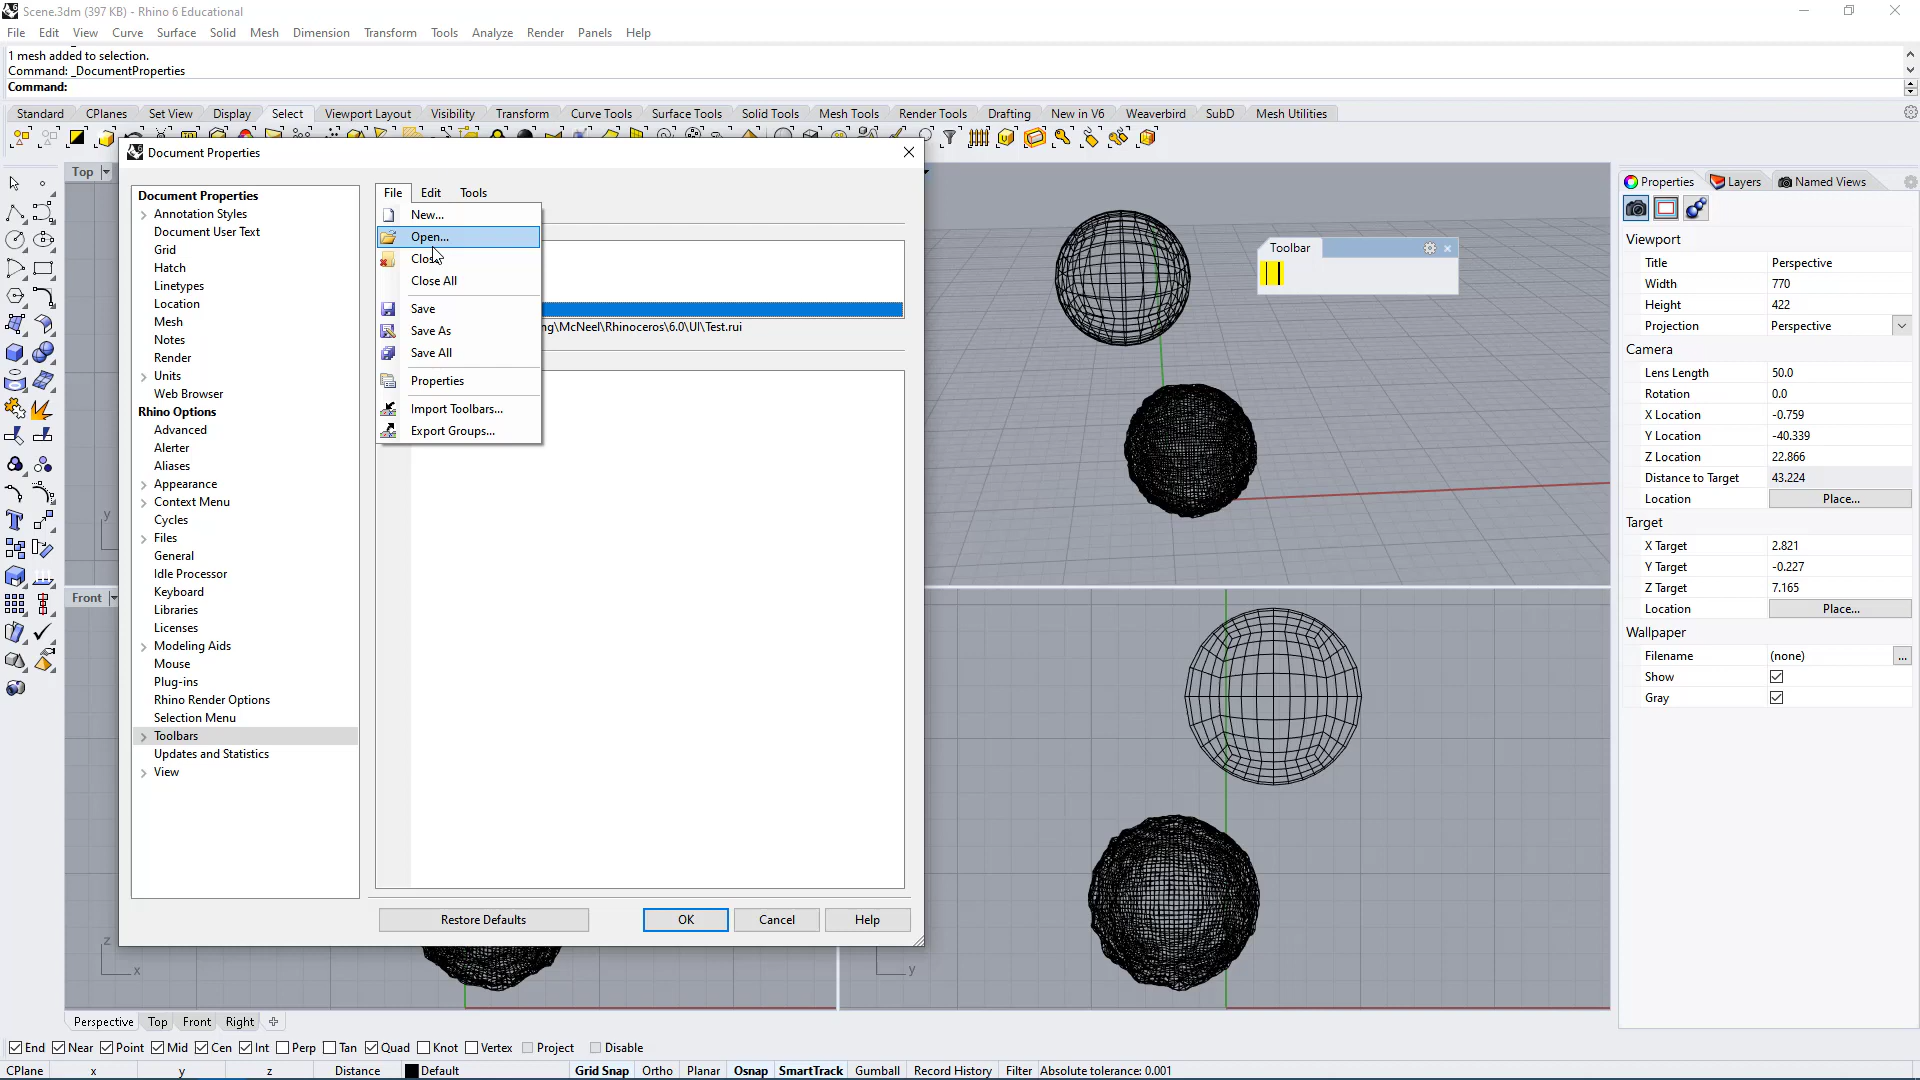 Scene.3dm (397 KB) - Rhino 6 Educational
File Edit View Curve Surface Solid Mesh Dimension Transform Tools Analyze Render Panels Help
1 mesh added to selection.
Command: _DocumentProperties
Command:
Standard CPlanes Set View Display Select Viewport Layout Visibility Transform Curve Tools Surface Tools Solid Tools Mesh Tools Render Tools Drafting New in V6 Weaverbird SubD Mesh Utilities
Top
Document Properties
Document Properties
Annotation Styles
Document User Text
Grid
Hatch
Linetypes
Location
Mesh
Notes
Render
Units
Web Browser
Rhino Options
Advanced
Alerter
Aliases
Appearance
Context Menu
Cycles
Files
General
Idle Processor
Keyboard
Libraries
Licenses
Modeling Aids
Mouse
Plug-ins
Rhino Render Options
Selection Menu
Toolbars
Updates and Statistics
View
File Edit Tools
New...
Open...
Close
Close All
Save
Save As
Save All
Properties
Import Toolbars...
Export Groups...
ng\McNeel\Rhinoceros\6.0\UI\Test.rui
Restore Defaults OK Cancel Help
Toolbar
Properties Layers Named Views
Viewport
Title Perspective
Width 770
Height 422
Projection Perspective
Camera
Lens Length 50.0
Rotation 0.0
X Location -0.759
Y Location -40.339
Z Location 22.866
Distance to Target 43.224
Location Place...
Target
X Target 2.821
Y Target -0.227
Z Target 7.165
Location Place...
Wallpaper
Filename (none) ...
Show
Gray
y
Front
z
x
y
Perspective Top Front Right
End Near Point Mid Cen Int Perp Tan Quad Knot Vertex Project Disable
CPlane x y z Distance Default Grid Snap Ortho Planar Osnap SmartTrack Gumball Record History Filter Absolute tolerance: 0.001